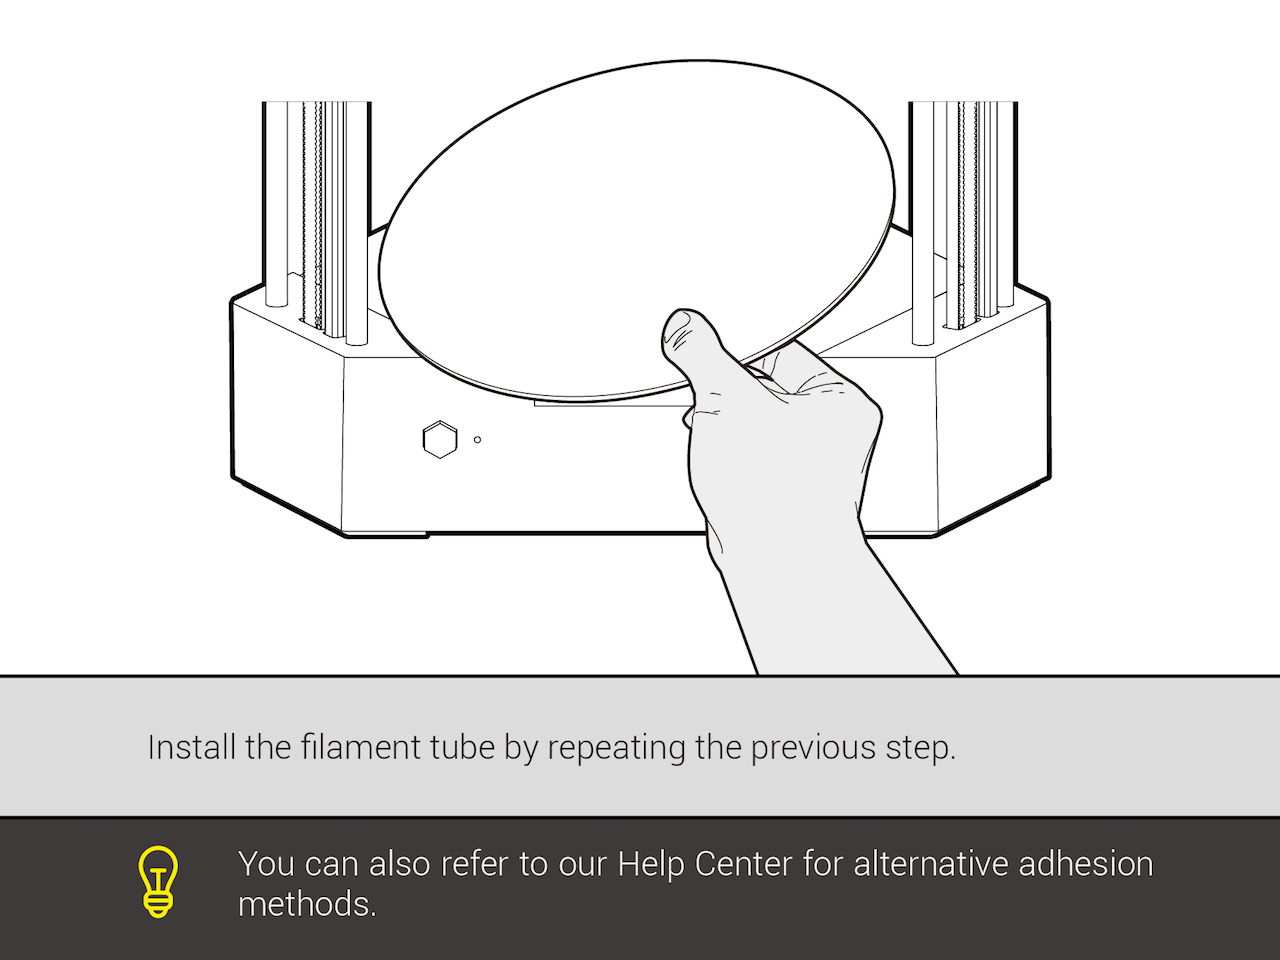 Install the filament tube by repeating the previous step.
You can also refer to our Help Center for alternative adhesion
methods.